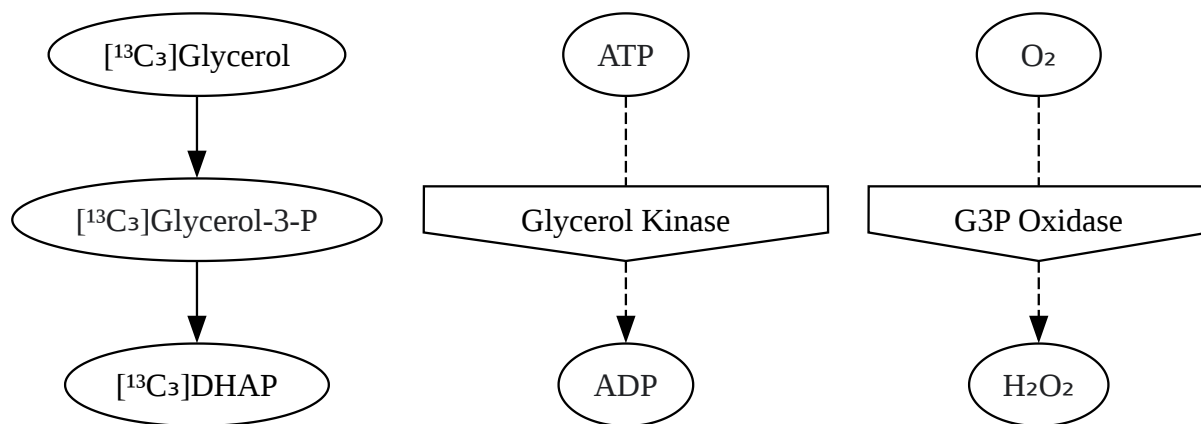 [¹³C₃]Glycerol
ATP
O₂
[¹³C₃]Glycerol-3-P
Glycerol Kinase
G3P Oxidase
[¹³C₃]DHAP
ADP
H₂O₂